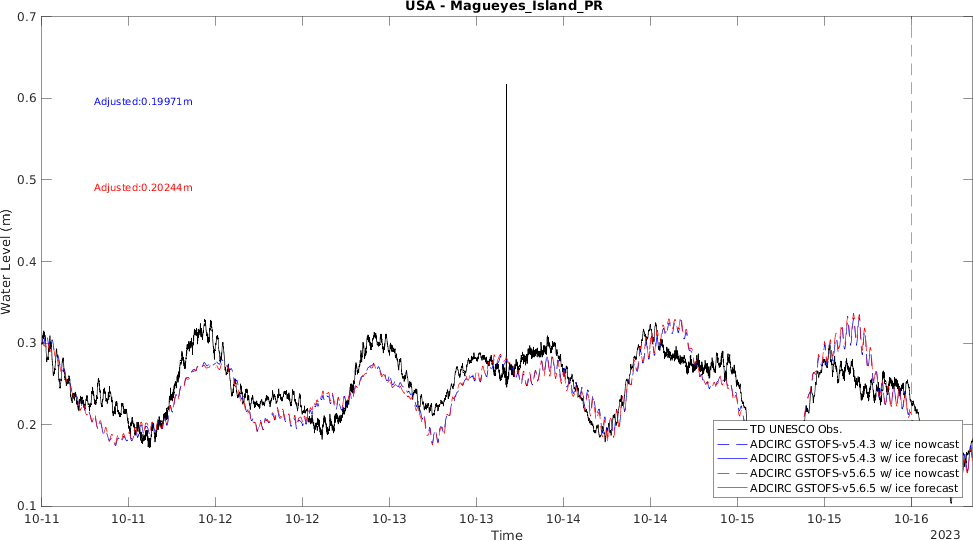 USA - Magueyes_Island_PR
0.7
0.6
0.5
0.4
0.3
0.2
0.1
Water Level (m)
Adjusted:0.19971m
Adjusted:0.20244m
TD UNESCO Obs.
ADCIRC GSTOFS-v5.4.3 w/ ice nowcast
ADCIRC GSTOFS-v5.4.3 w/ ice forecast
ADCIRC GSTOFS-v5.6.5 w/ ice nowcast
ADCIRC GSTOFS-v5.6.5 w/ ice forecast
10-11 10-11 10-12 10-12 10-13 10-13 10-14 10-14 10-15 10-15 10-16
Time
2023